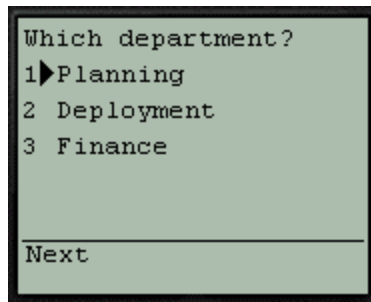 Which department?
1▶Planning
2 Deployment
3 Finance
Next